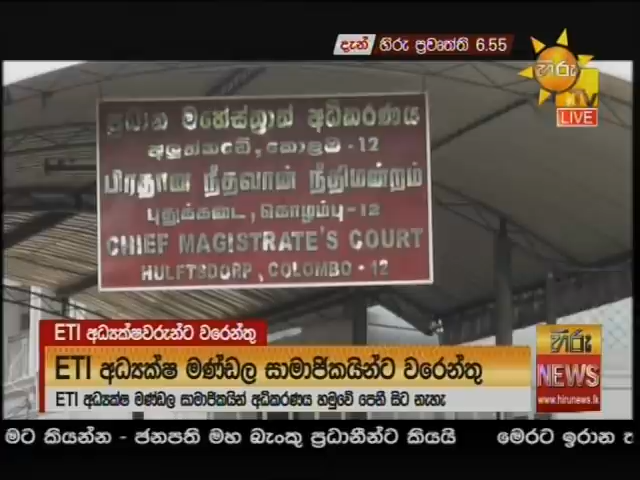 දැන් හිරු ප්‍රවෘත්ති 6.55
හිරු
TV
LIVE
ප්‍රධාන මහේස්ත්‍රාත් අධිකරණය
අලුත්කඩේ, කොළඹ - 12
பிரதான நீதவான் நீதிமன்றம்
புதுக்கடை, கொழும்பு - 12
CHIEF MAGISTRATE'S COURT
HULFTSDORP, COLOMBO - 12
ETI අධ්‍යක්ෂවරුන්ට වරෙන්තු
ETI අධ්‍යක්ෂ මණ්ඩල සාමාජිකයින්ට වරෙන්තු
ETI අධ්‍යක්ෂ මණ්ඩල සාමාජිකයින් අධිකරණය හමුවේ පෙනී සිට නැහැ
හිරු
NEWS
www.hirunews.lk
මට කියන්න - ජනපති මහ බැංකු ප්‍රධානීන්ට කියයි මෙරට ඉරාන